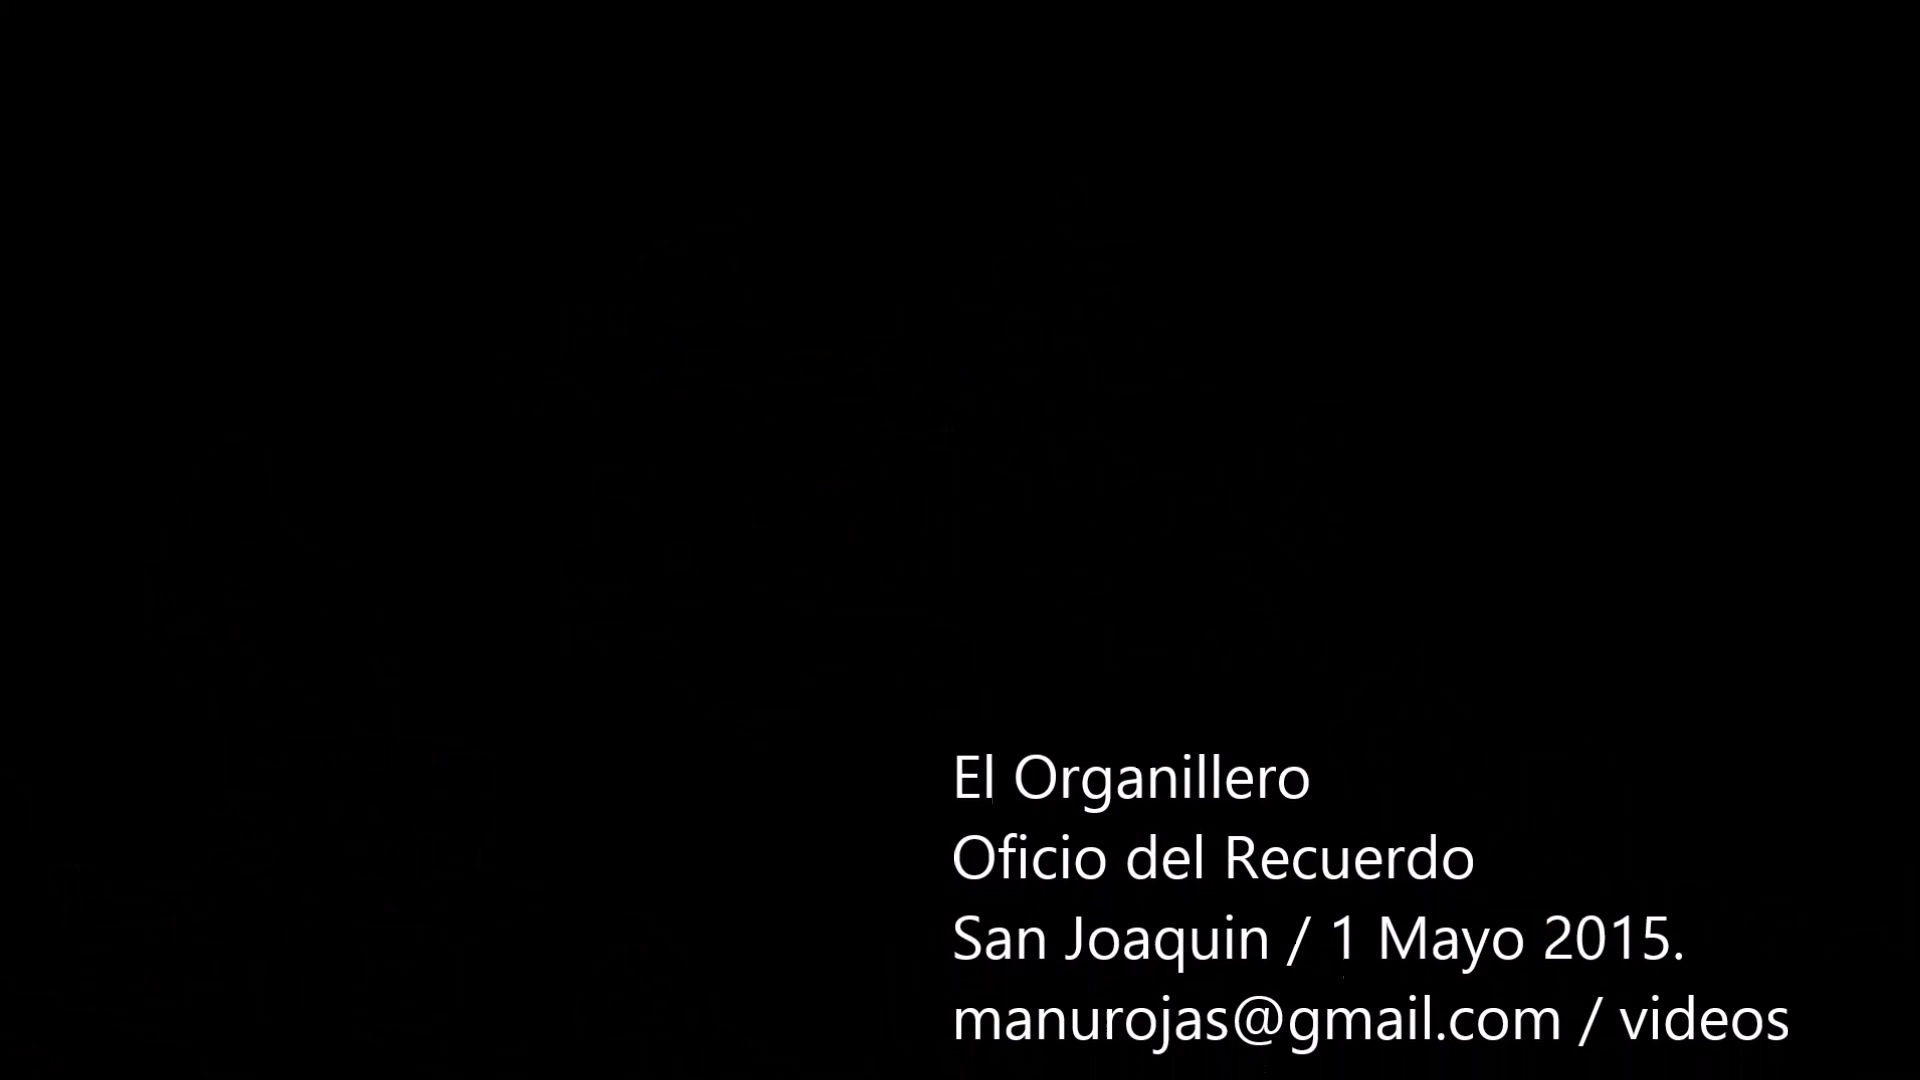 El Organillero
Oficio del Recuerdo
San Joaquin / 1 Mayo 2015.
manurojas@gmail.com / videos